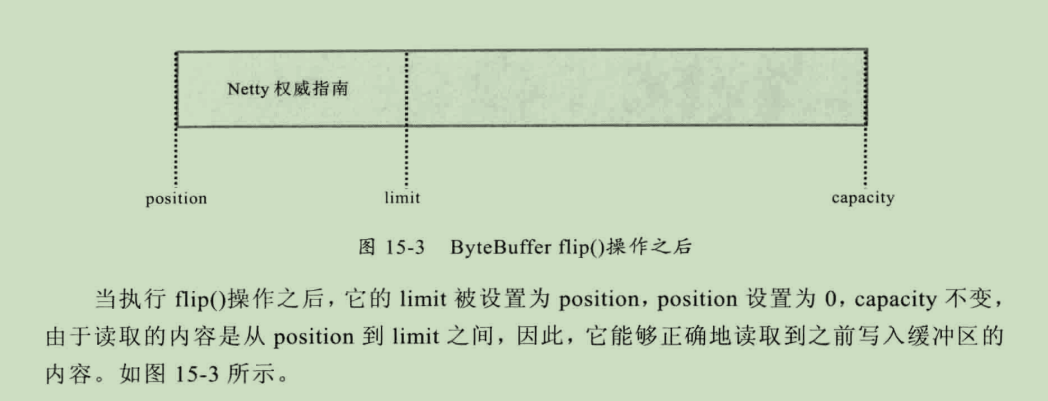 Netty 权威指南
position limit capacity
图 15-3 ByteBuffer flip()操作之后
当执行 flip()操作之后，它的 limit 被设置为 position，position 设置为 0，capacity 不变，
由于读取的内容是从 position 到 limit 之间，因此，它能够正确地读取到之前写入缓冲区的
内容。如图 15-3 所示。